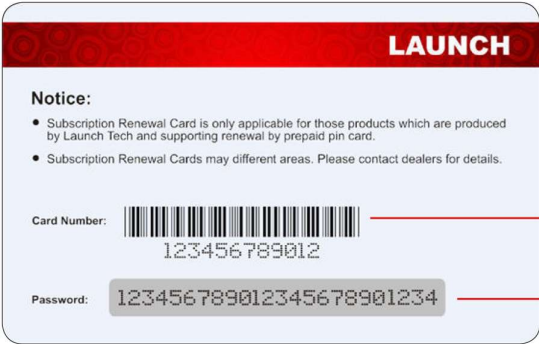 LAUNCH
Notice:
● Subscription Renewal Card is only applicable for those products which are produced
by Launch Tech and supporting renewal by prepaid pin card.
● Subscription Renewal Cards may different areas. Please contact dealers for details.
Card Number:
123456789012
Password: 123456789012345678901234